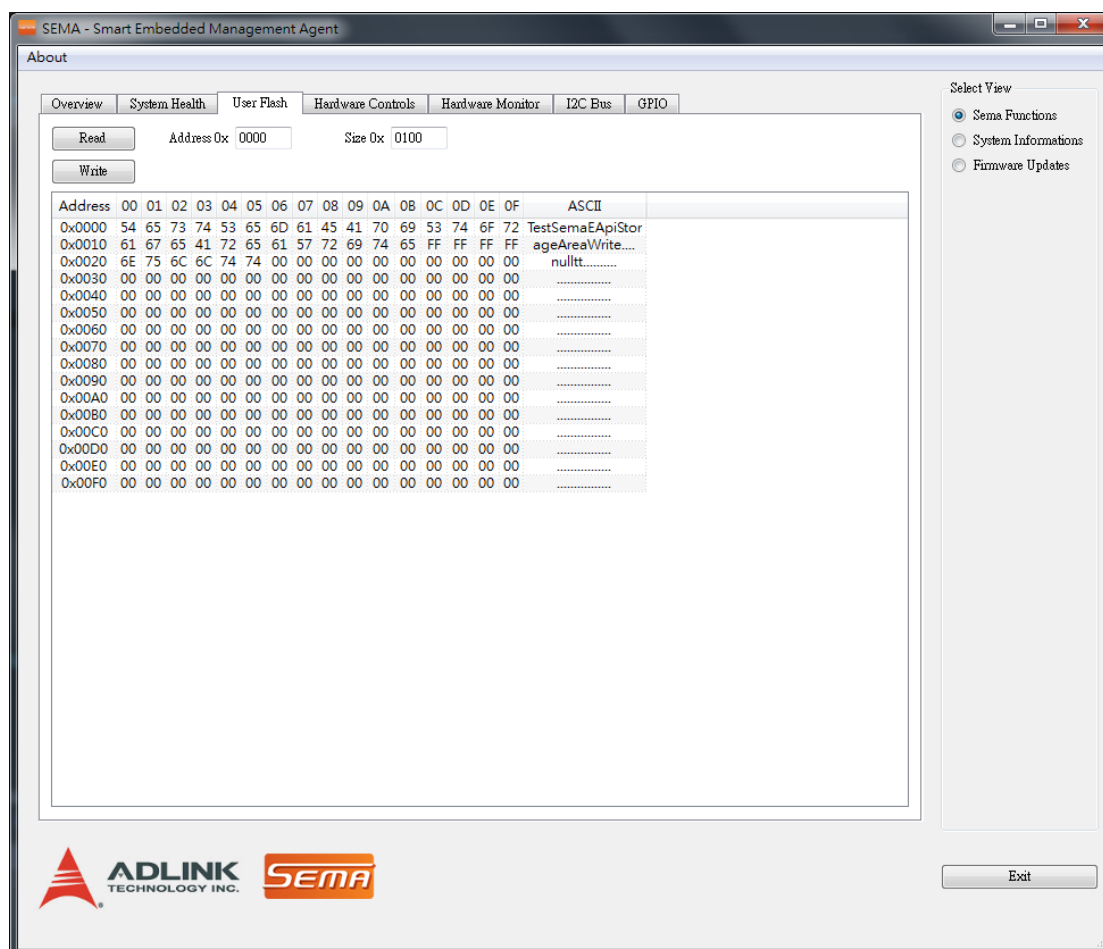 SEMA - Smart Embedded Management Agent
About
Overview System Health User Flash Hardware Controls Hardware Monitor I2C Bus GPIO
Read Address 0x 0000 Size 0x 0100
Write
Address 00 01 02 03 04 05 06 07 08 09 0A 0B 0C 0D 0E 0F ASCII
0x0000 54 65 73 74 53 65 6D 61 45 41 70 69 53 74 6F 72 TestSemaEApiStor
0x0010 61 67 65 41 72 65 61 57 72 69 74 65 FF FF FF FF ageAreaWrite....
0x0020 6E 75 6C 6C 74 74 00 00 00 00 00 00 00 00 00 00 nulltt..........
0x0030 00 00 00 00 00 00 00 00 00 00 00 00 00 00 00 00 ................
0x0040 00 00 00 00 00 00 00 00 00 00 00 00 00 00 00 00 ................
0x0050 00 00 00 00 00 00 00 00 00 00 00 00 00 00 00 00 ................
0x0060 00 00 00 00 00 00 00 00 00 00 00 00 00 00 00 00 ................
0x0070 00 00 00 00 00 00 00 00 00 00 00 00 00 00 00 00 ................
0x0080 00 00 00 00 00 00 00 00 00 00 00 00 00 00 00 00 ................
0x0090 00 00 00 00 00 00 00 00 00 00 00 00 00 00 00 00 ................
0x00A0 00 00 00 00 00 00 00 00 00 00 00 00 00 00 00 00 ................
0x00B0 00 00 00 00 00 00 00 00 00 00 00 00 00 00 00 00 ................
0x00C0 00 00 00 00 00 00 00 00 00 00 00 00 00 00 00 00 ................
0x00D0 00 00 00 00 00 00 00 00 00 00 00 00 00 00 00 00 ................
0x00E0 00 00 00 00 00 00 00 00 00 00 00 00 00 00 00 00 ................
0x00F0 00 00 00 00 00 00 00 00 00 00 00 00 00 00 00 00 ................
Select View
Sema Functions
System Informations
Firmware Updates
ADLINK
TECHNOLOGY INC.
SEMA
Exit